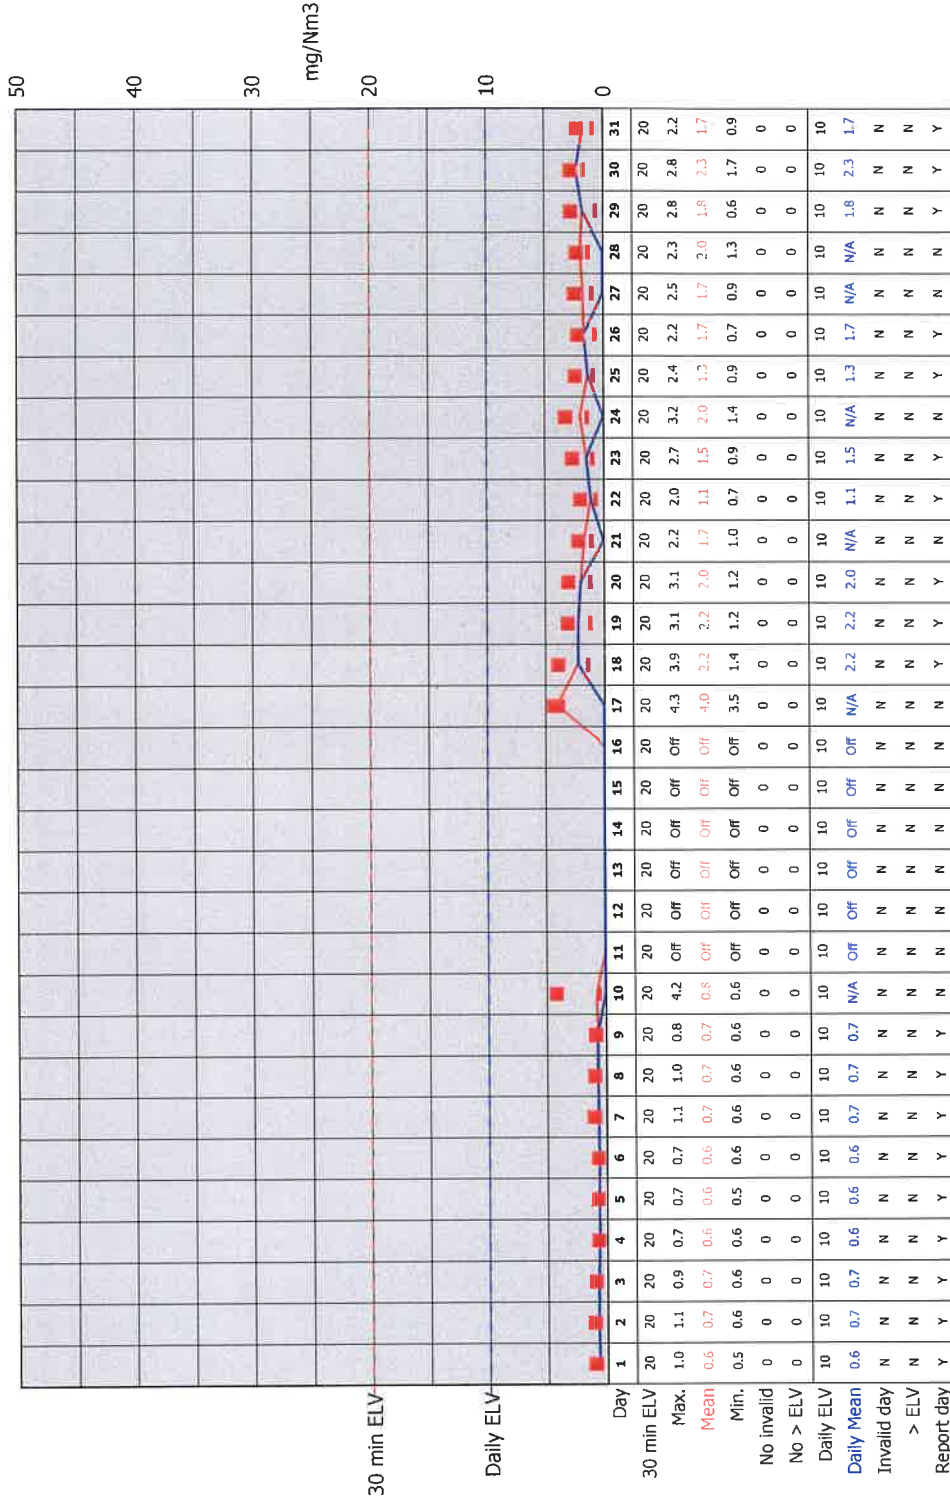 50
40
30
mg/Nm3
20
10
0
30 min ELV
Daily ELV
Day 1 2 3 4 5 6 7 8 9 10 11 12 13 14 15 16 17 18 19 20 21 22 23 24 25 26 27 28 29 30 31
30 min ELV 20 20 20 20 20 20 20 20 20 20 20 20 20 20 20 20 20 20 20 20 20 20 20 20 20 20 20 20 20 20 20
Max. 1.0 1.1 0.9 0.7 0.7 0.7 1.1 1.0 0.8 4.2 Off Off Off Off Off Off 4.3 3.9 3.1 3.1 2.2 2.0 2.7 3.2 2.4 2.2 2.5 2.3 2.8 2.8 2.2
Mean 0.6 0.7 0.7 0.6 0.6 0.6 0.7 0.7 0.7 0.8 Off Off Off Off Off Off 4.0 2.2 2.2 2.0 1.7 1.1 1.5 2.0 1.3 1.7 1.7 2.0 1.8 2.3 1.7
Min. 0.5 0.6 0.6 0.6 0.5 0.6 0.6 0.6 0.6 0.6 Off Off Off Off Off Off 3.5 1.4 1.2 1.2 1.0 0.7 0.9 1.4 0.9 0.7 0.9 1.3 0.6 1.7 0.9
No invalid 0 0 0 0 0 0 0 0 0 0 0 0 0 0 0 0 0 0 0 0 0 0 0 0 0 0 0 0 0 0 0
No > ELV 0 0 0 0 0 0 0 0 0 0 0 0 0 0 0 0 0 0 0 0 0 0 0 0 0 0 0 0 0 0 0
Daily ELV 10 10 10 10 10 10 10 10 10 10 10 10 10 10 10 10 10 10 10 10 10 10 10 10 10 10 10 10 10 10 10
Daily Mean 0.6 0.7 0.7 0.6 0.6 0.6 0.7 0.7 0.7 N/A Off Off Off Off Off Off N/A 2.2 2.2 2.0 N/A 1.1 1.5 N/A 1.3 1.7 N/A N/A 1.8 2.3 1.7
Invalid day N N N N N N N N N N N N N N N N N N N N N N N N N N N N N N N
> ELV N N N N N N N N N N N N N N N N N N N N N N N N N N N N N N N
Report day Y Y Y Y Y Y Y Y Y N N N N N N N N Y Y Y N Y Y N Y Y N N Y Y Y